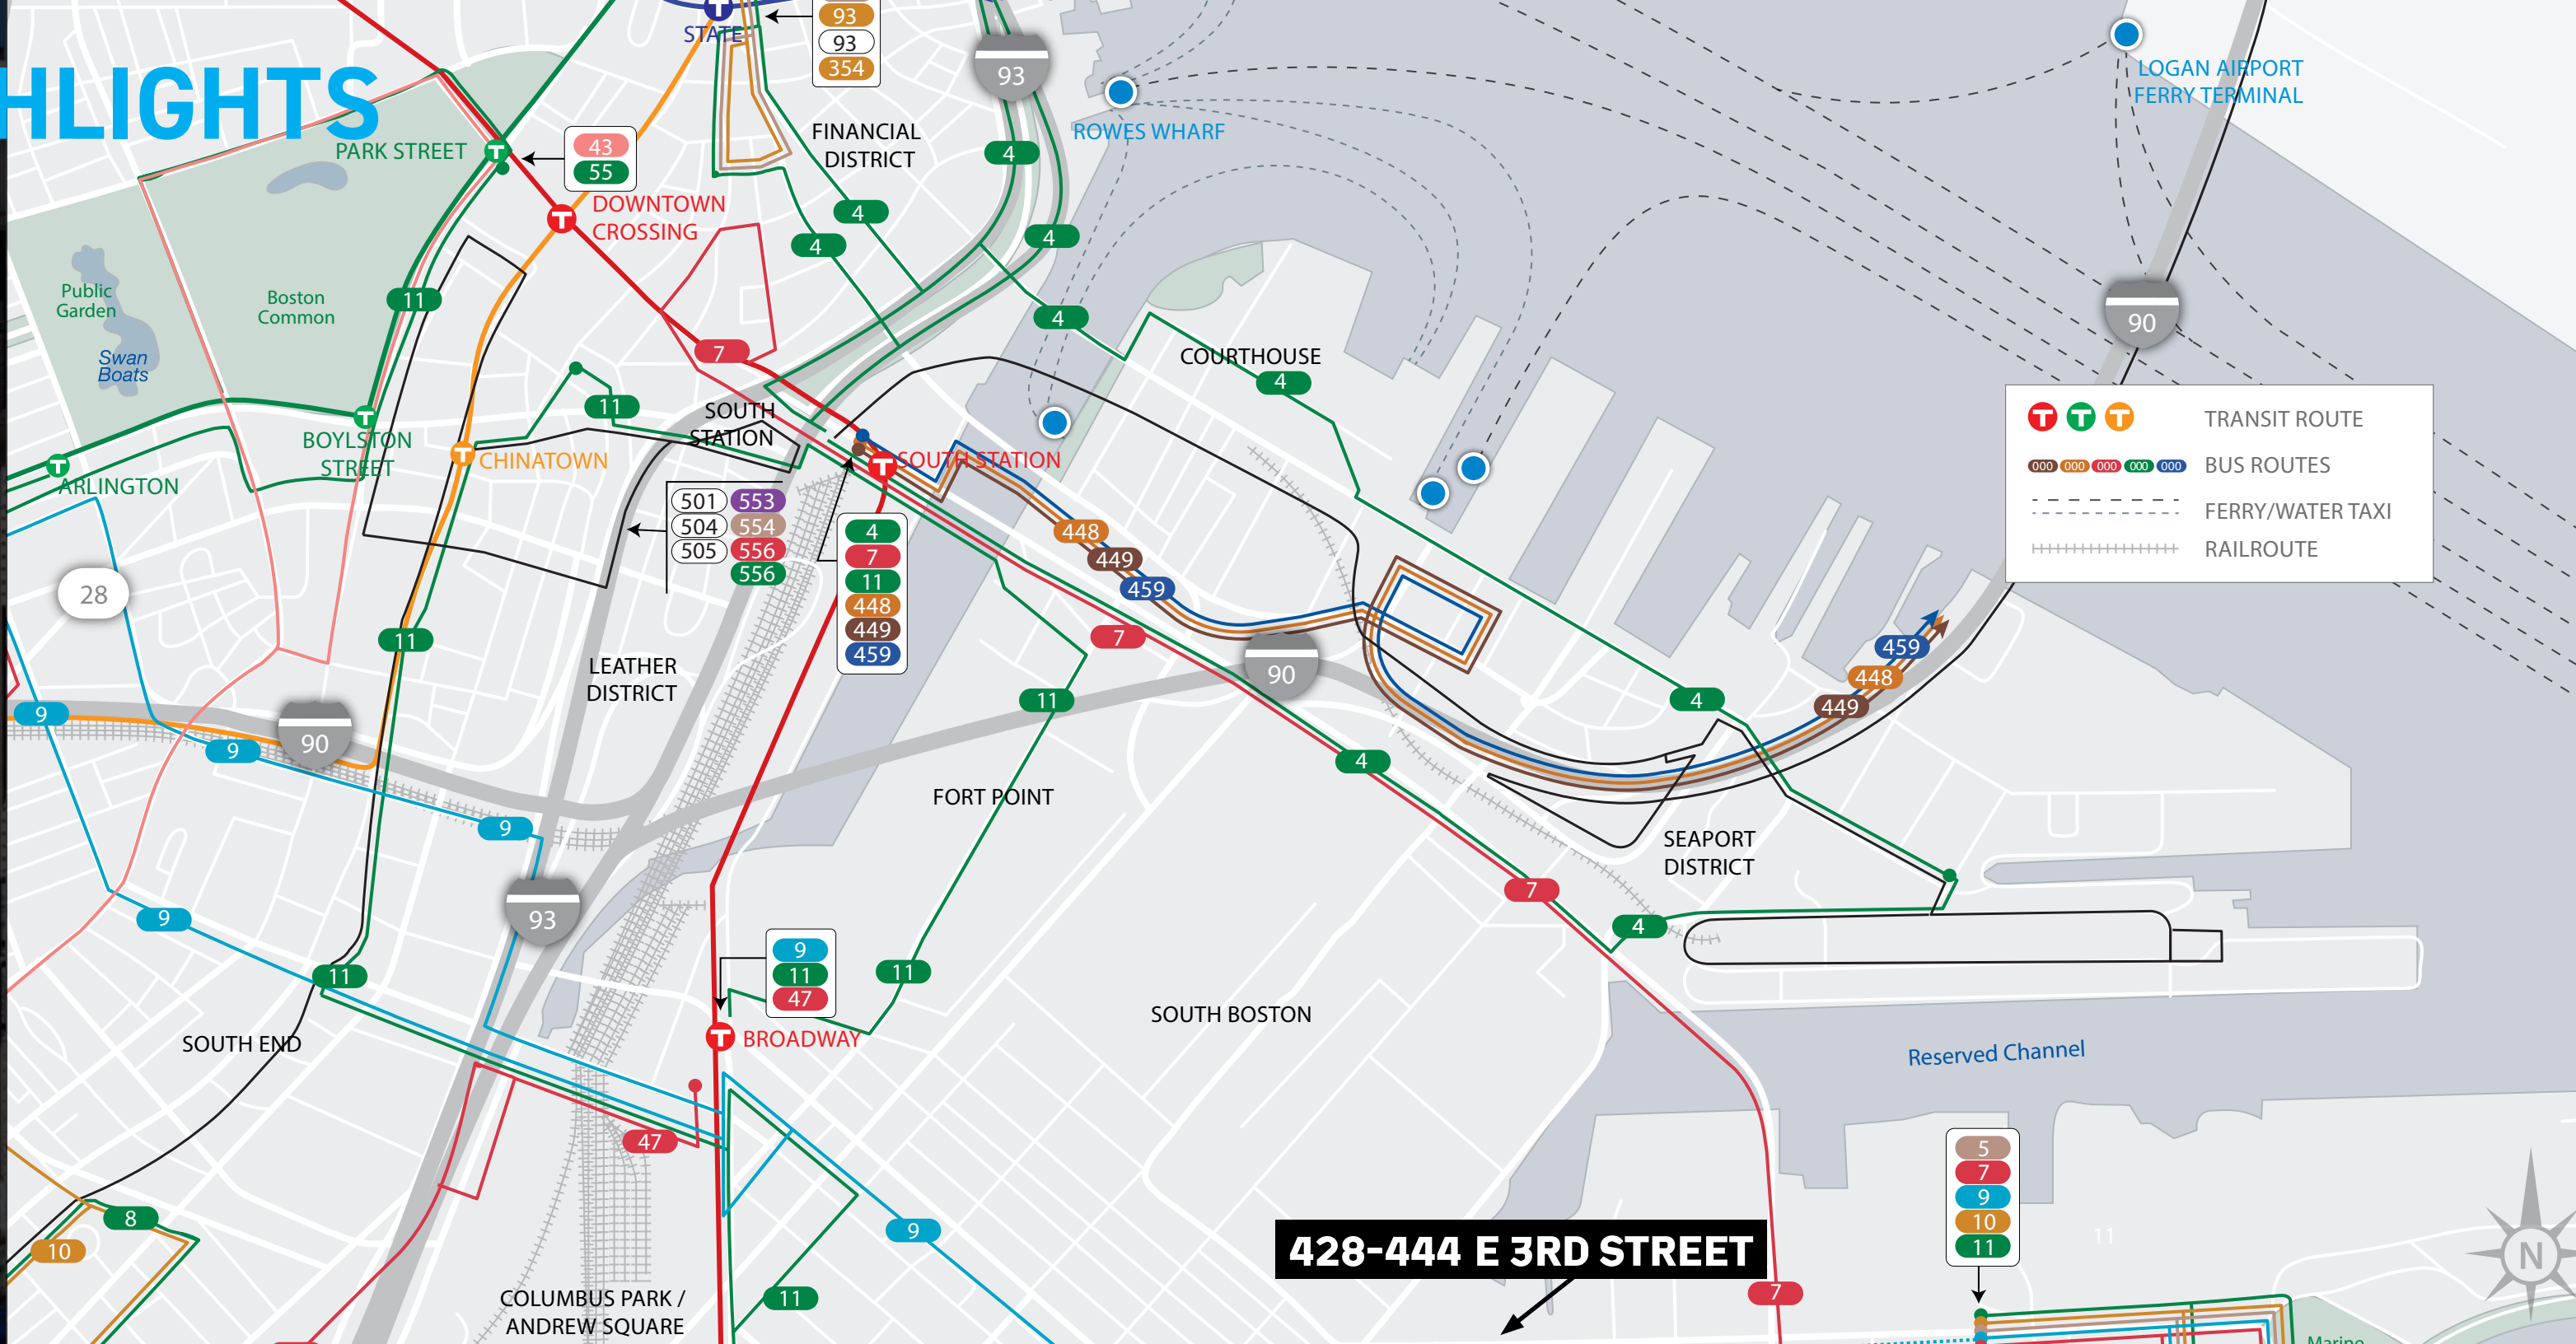 HLIGHTS
STATE
93
93
354
93
LOGAN AIRPORT
FERRY TERMINAL
ROWES WHARF
FINANCIAL
DISTRICT
4
PARK STREET
43
55
DOWNTOWN
CROSSING
4
4
4
Public
Garden
Boston
Common
11
Swan
Boats
4
90
7
COURTHOUSE
4
11
SOUTH
STATION
BOYLSTON
STREET
CHINATOWN
SOUTH STATION
ARLINGTON
TRANSIT ROUTE
000 000 000 000 000 BUS ROUTES
FERRY/WATER TAXI
RAILROUTE
501 553
504 554
505 556
556
4
7
11
448
449
459
448
449
459
28
11
7
LEATHER
DISTRICT
90
459
448
449
4
11
9
9
90
4
FORT POINT
9
SEAPORT
DISTRICT
7
93
9
4
9
11
47
11
11
SOUTH BOSTON
SOUTH END
BROADWAY
Reserved Channel
47
5
7
9
10
11
11
8
10
9
428-444 E 3RD STREET
N
7
11
COLUMBUS PARK /
ANDREW SQUARE
Marine